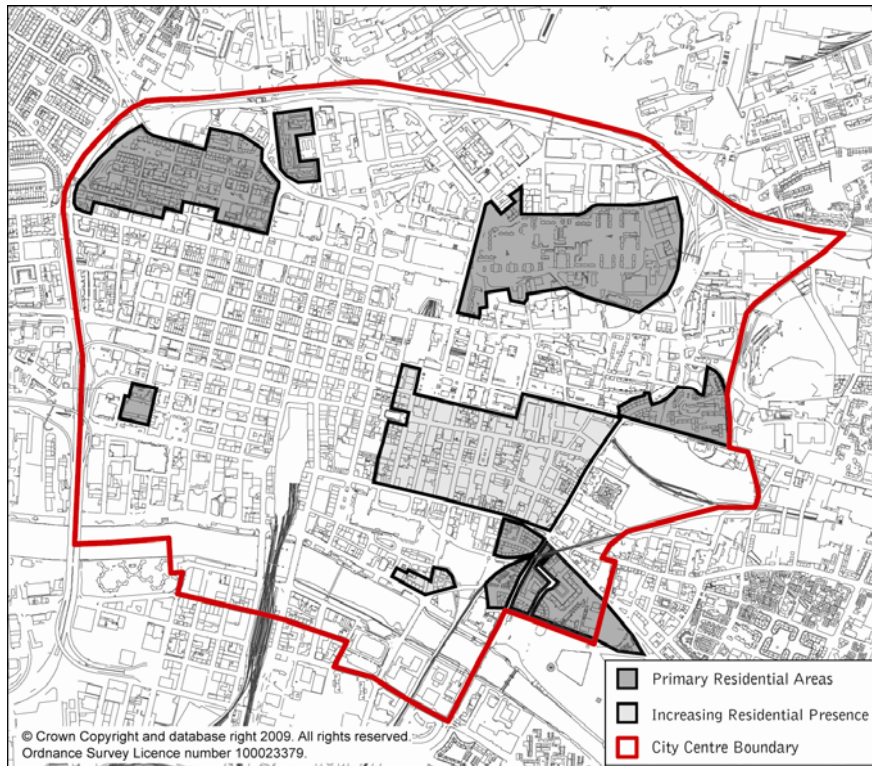 Primary Residential Areas
Increasing Residential Presence
City Centre Boundary
© Crown Copyright and database right 2009. All rights reserved.
Ordnance Survey Licence number 100023379.